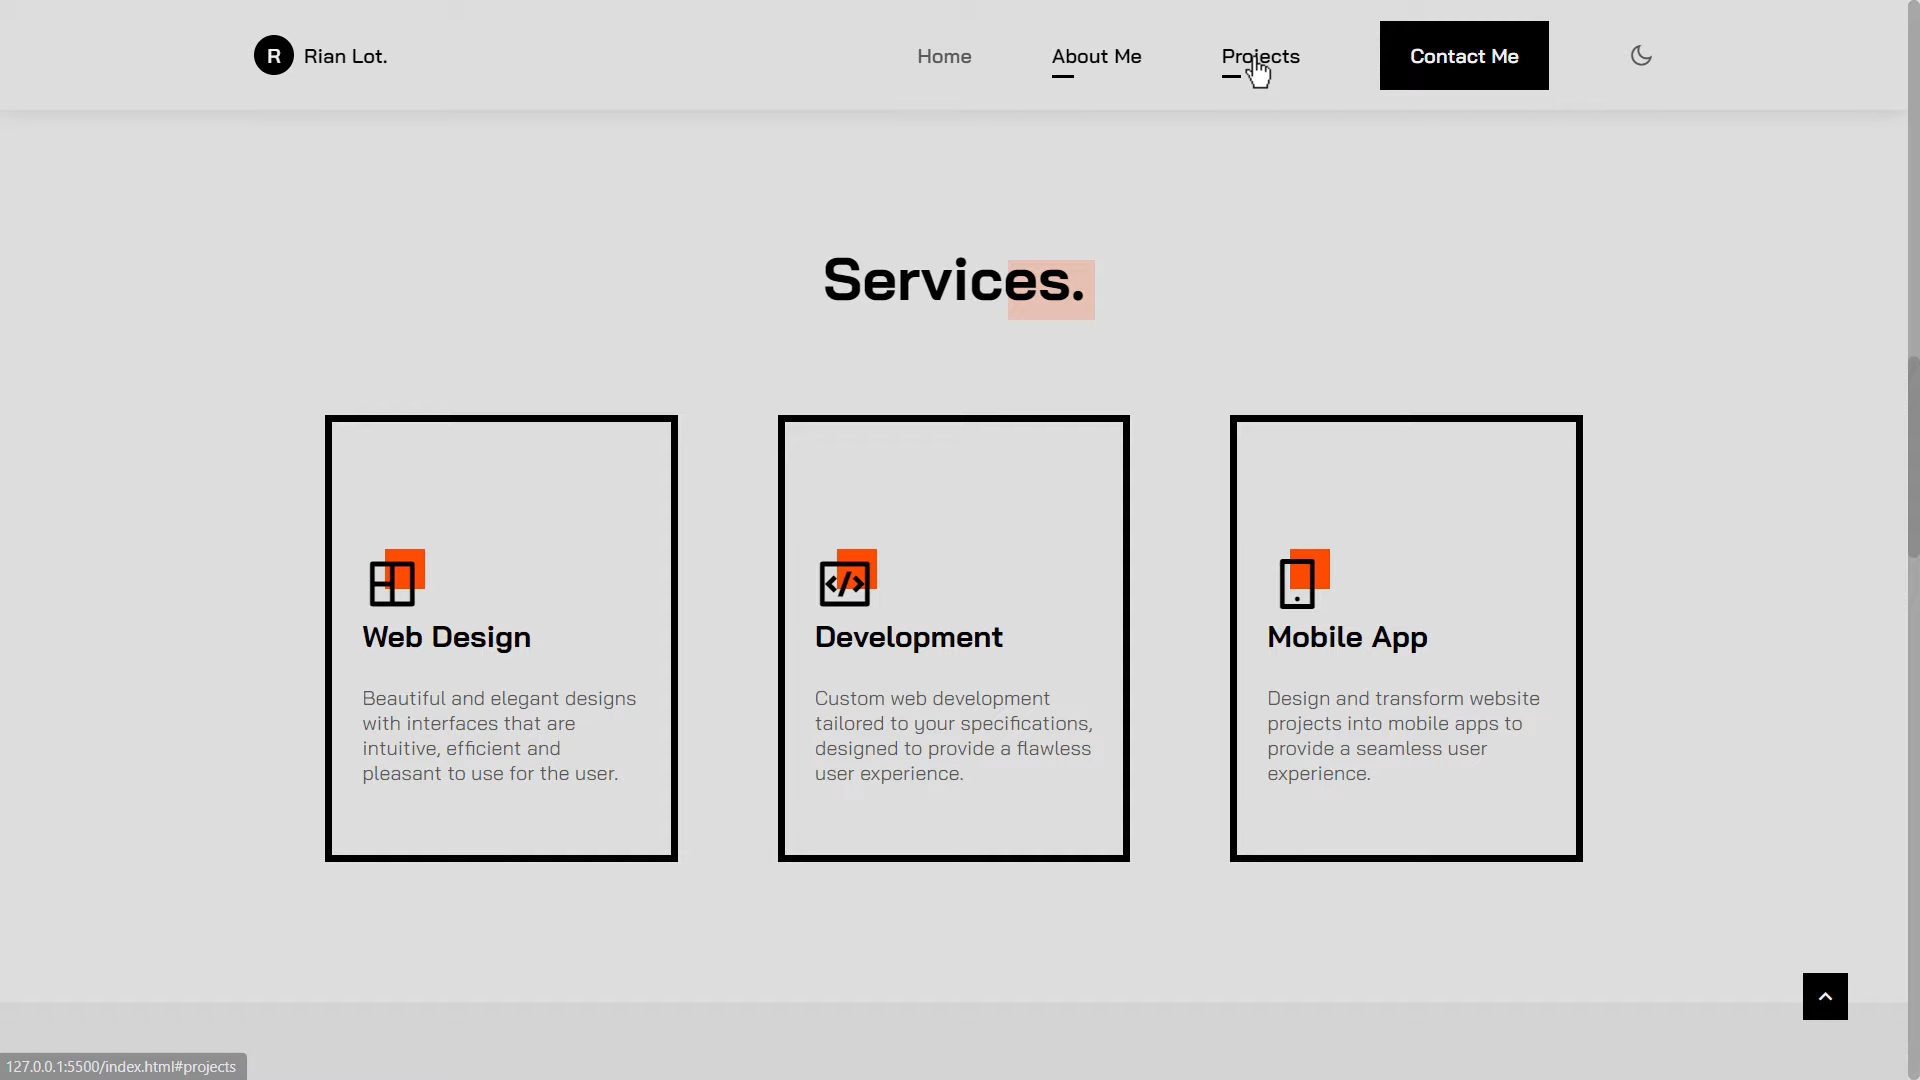 R Rian Lot. Home About Me Projects Contact Me
Services.
Web Design
Beautiful and elegant designs
with interfaces that are
intuitive, efficient and
pleasant to use for the user.
Development
Custom web development
tailored to your specifications,
designed to provide a flawless
user experience.
Mobile App
Design and transform website
projects into mobile apps to
provide a seamless user
experience.
127.0.0.1:5500/index.html#projects